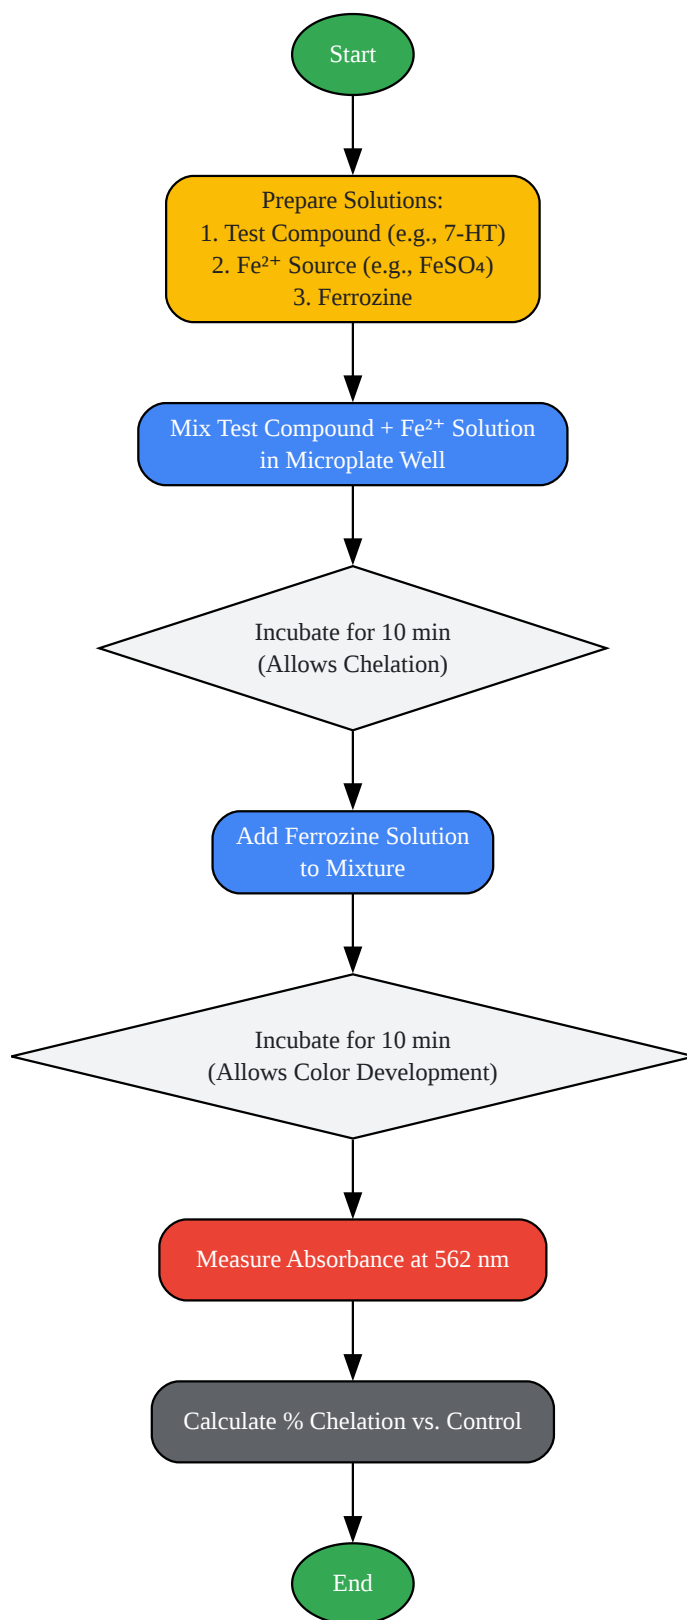 Start
Prepare Solutions:
1. Test Compound (e.g., 7-HT)
2. Fe²⁺ Source (e.g., FeSO₄)
3. Ferrozine
Mix Test Compound + Fe²⁺ Solution
in Microplate Well
Incubate for 10 min
(Allows Chelation)
Add Ferrozine Solution
to Mixture
Incubate for 10 min
(Allows Color Development)
Measure Absorbance at 562 nm
Calculate % Chelation vs. Control
End